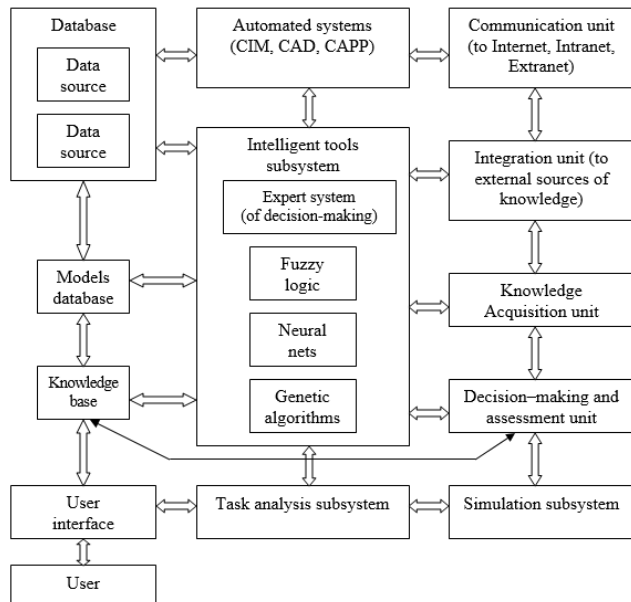 Database
Data
source
Data
source
Automated systems
(CIM, CAD, CAPP)
Communication unit
(to Internet, Intranet,
Extranet)
Intelligent tools
subsystem
Expert system
(of decision-making)
Fuzzy
logic
Neural
nets
Genetic
algorithms
Integration unit (to
external sources of
knowledge)
Models
database
Knowledge
Acquisition unit
Knowledge
base
Decision–making and
assessment unit
User
interface
Task analysis subsystem
Simulation subsystem
User